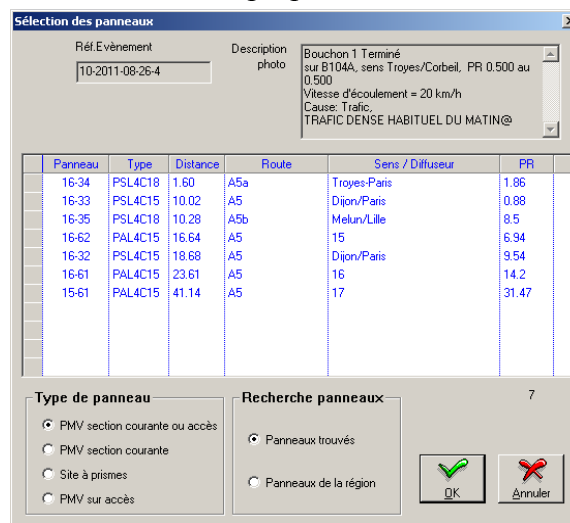 Sélection des panneaux
Réf.Evènement
10-2011-08-26-4
Description photo
Bouchon 1 Terminé
sur B104A, sens Troyes/Corbeil, PR 0.500 au
0.500
Vitesse d'écoulement = 20 km/h
Cause: Trafic,
TRAFIC DENSE HABITUEL DU MATIN@
Panneau Type Distance Route Sens / Diffuseur PR
16-34 PSL4C18 1.60 A5a Troyes-Paris 1.86
16-33 PSL4C15 10.02 A5 Dijon/Paris 0.88
16-35 PSL4C18 10.28 A5b Melun/Lille 8.5
16-62 PAL4C15 16.64 A5 15 6.94
16-32 PSL4C15 18.68 A5 Dijon/Paris 9.54
16-61 PAL4C15 23.61 A5 16 14.2
15-61 PAL4C15 41.14 A5 17 31.47
Type de panneau
PMV section courante ou accès
PMV section courante
Site à prismes
PMV sur accès
Recherche panneaux
Panneaux trouvés
Panneaux de la région
7
OK
Annuler